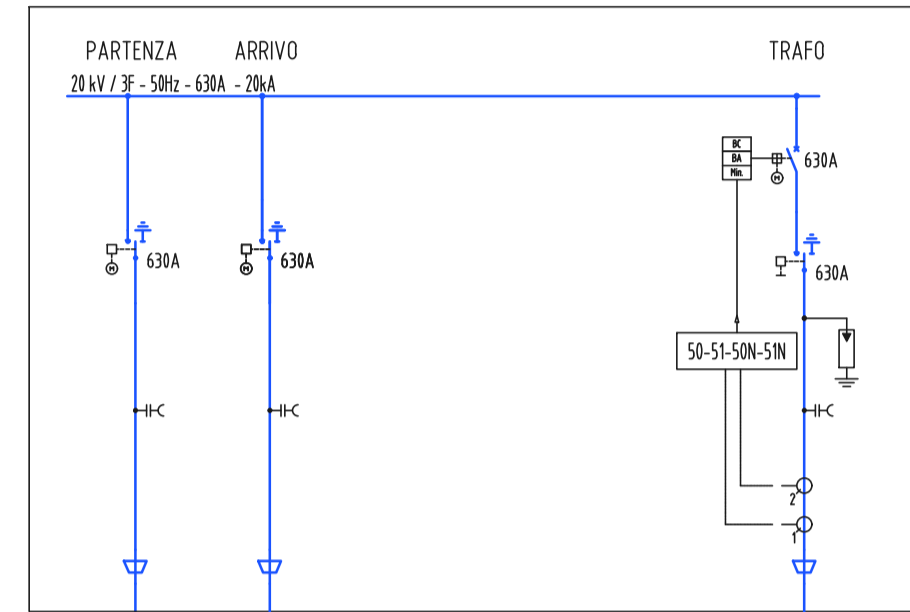 PARTENZA ARRIVO TRAFO
20 kV / 3F - 50Hz - 630A - 20kA
BC
BA
Min.
M
630A
M
630A
M
630A
630A
50-51-50N-51N
2
1